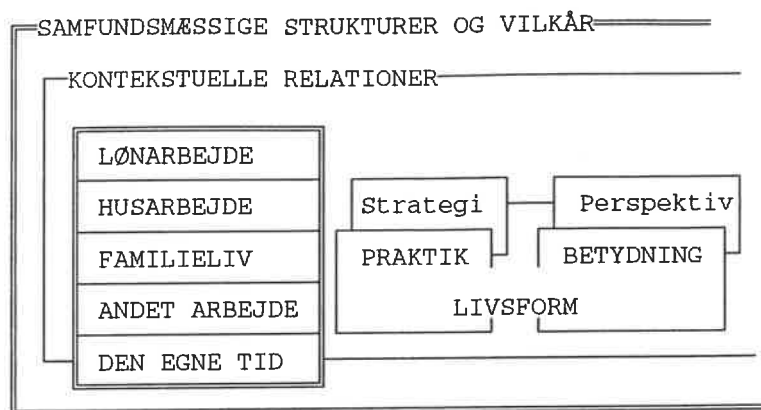 SAMFUNDSMÆSSIGE STRUKTURER OG VILKÅR
KONTEKSTUELLE RELATIONER
LØNARBEJDE
HUSARBEJDE
FAMILIELIV
ANDET ARBEJDE
DEN EGNE TID
Strategi
Perspektiv
PRAKTIK
BETYDNING
LIVSFORM